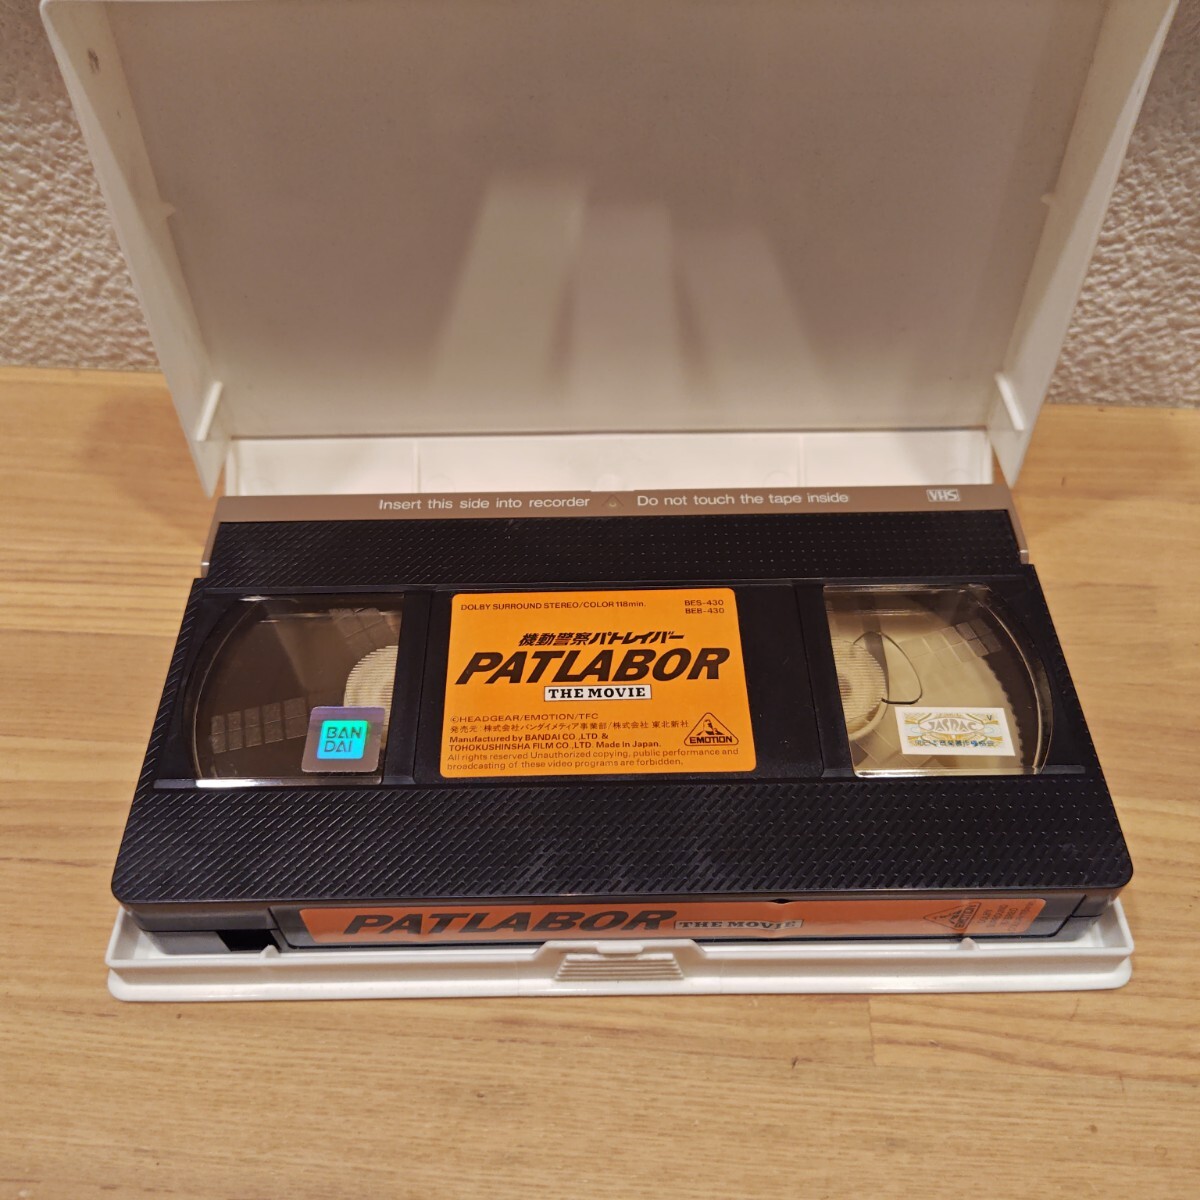 Insert this side into recorder Do not touch the tape inside VHS
DOLBY SURROUND STEREO/COLOR 118min. BES-430
BEB-430
機動警察パトレイバー
PATLABOR
THE MOVIE
©HEADGEAR/EMOTION/TFC
発売元/株式会社バンダイメディア事業部/株式会社 東北新社
Manufactured by BANDAI CO.,LTD. &
TOHOKUSHINSHA FILM CO.,LTD. Made in Japan.
All rights reserved Unauthorized copying, public performance and
broadcasting of these video programs are forbidden.
EMOTION
BAN
DAI
JASRAC
PATLABOR THE MOVIE
EMOTION